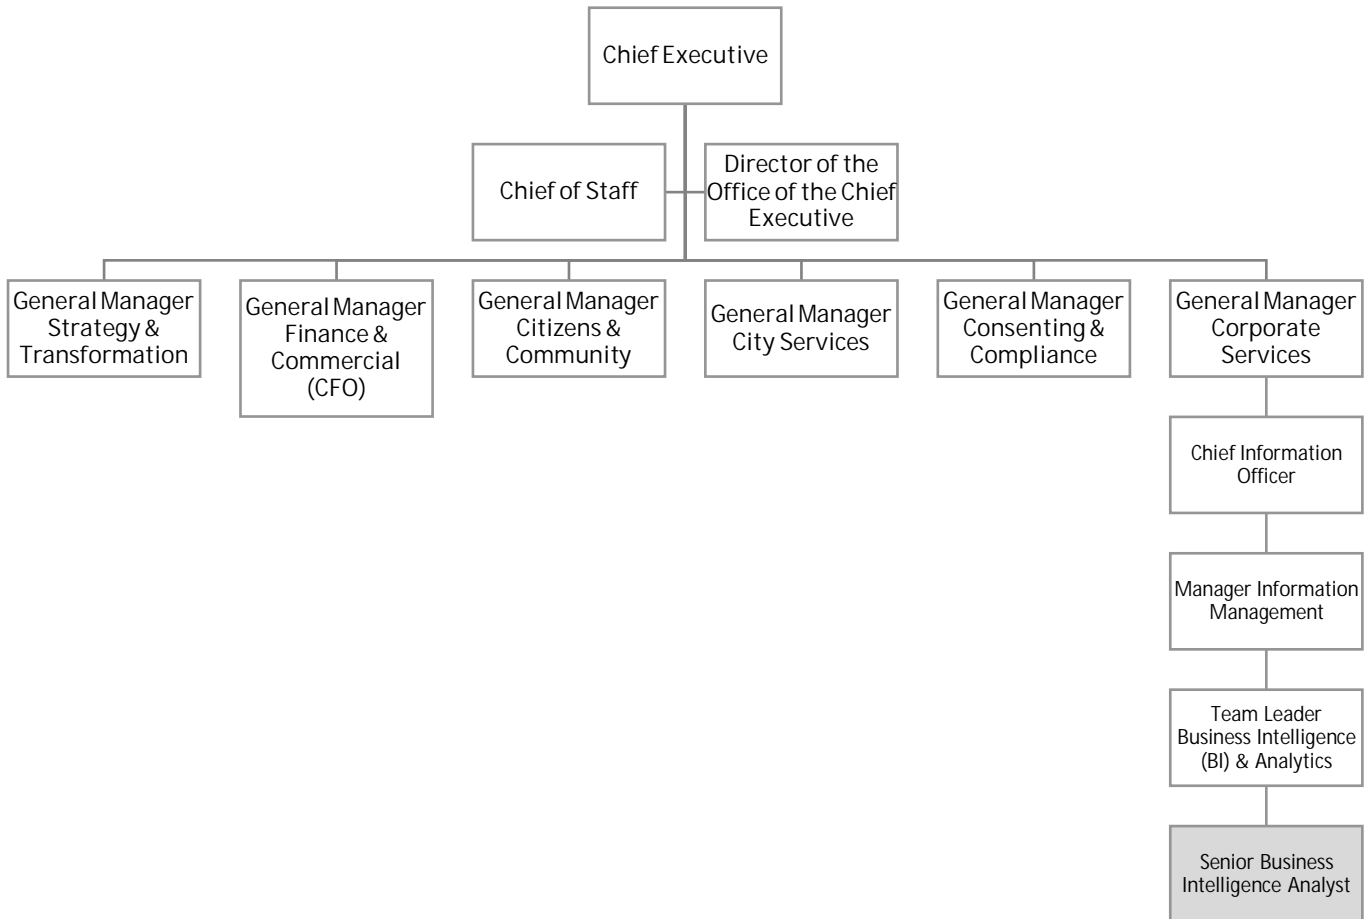 Chief Executive
Chief of Staff
Director of the
Office of the Chief
Executive
General Manager
Strategy &
Transformation
General Manager
Finance &
Commercial
(CFO)
General Manager
Citizens &
Community
General Manager
City Services
General Manager
Consenting &
Compliance
General Manager
Corporate
Services
Chief Information
Officer
Manager Information
Management
Team Leader
Business Intelligence
(BI) & Analytics
Senior Business
Intelligence Analyst